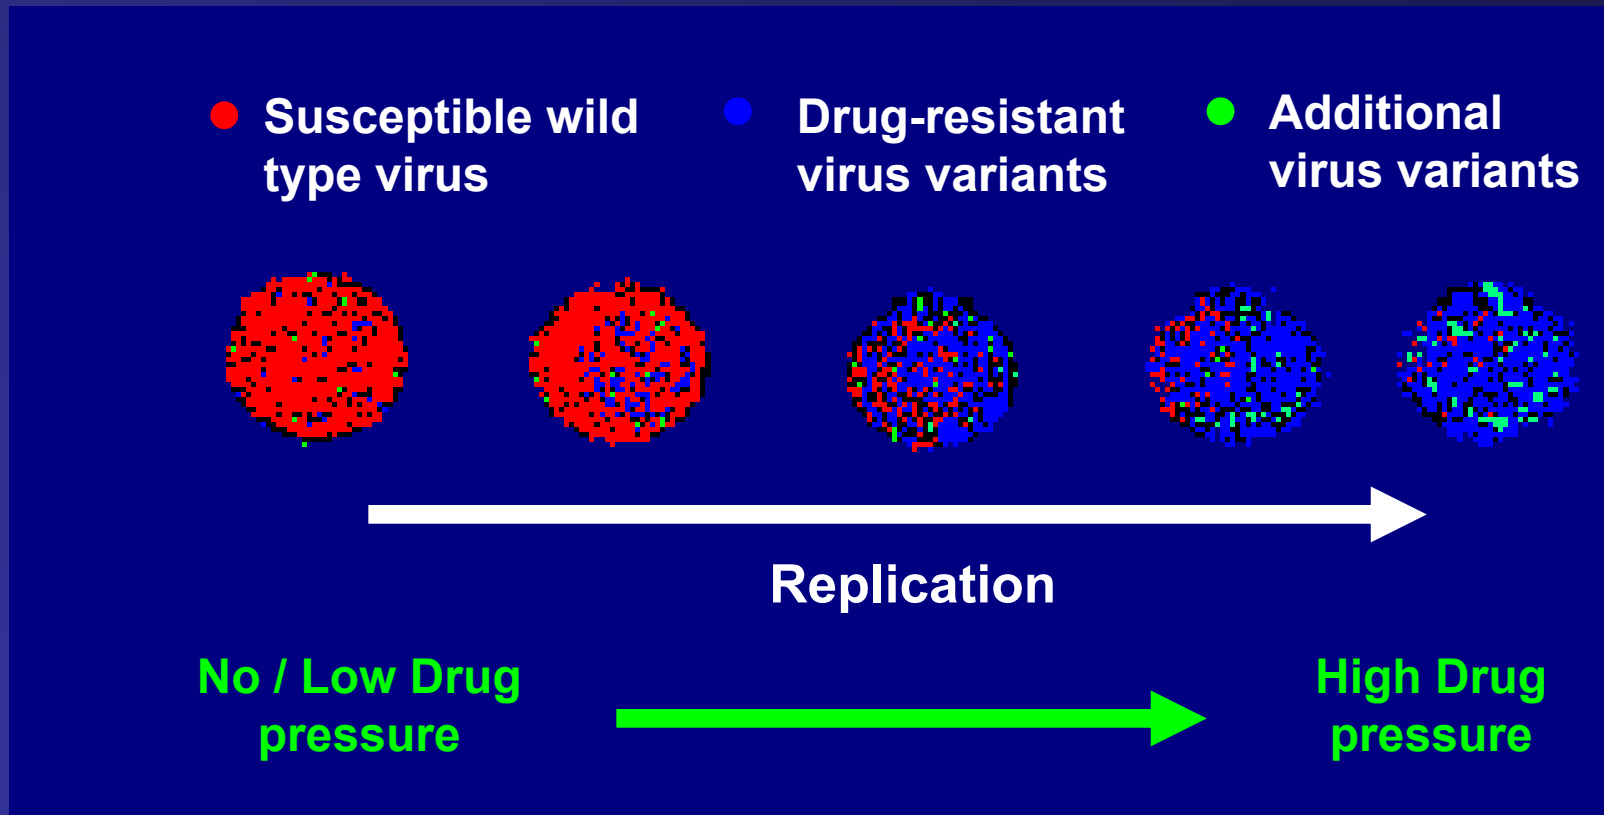 Susceptible wild
type virus
Drug-resistant
virus variants
Additional
virus variants
Replication
No / Low Drug
pressure
High Drug
pressure